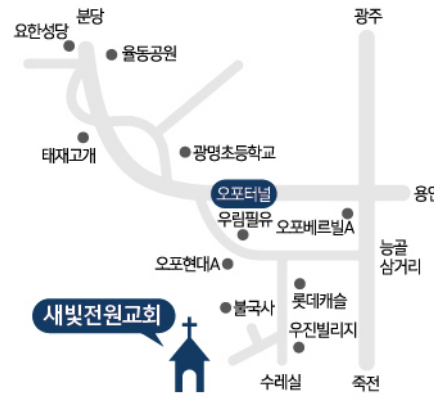 분당
광주
요한성당
율동공원
태재고개
광명초등학교
오포터널
용인
우림필유
오포베르빌A
능골
삼거리
오포현대A
롯데캐슬
불국사
새빛전원교회
우진빌리지
수레실
죽전